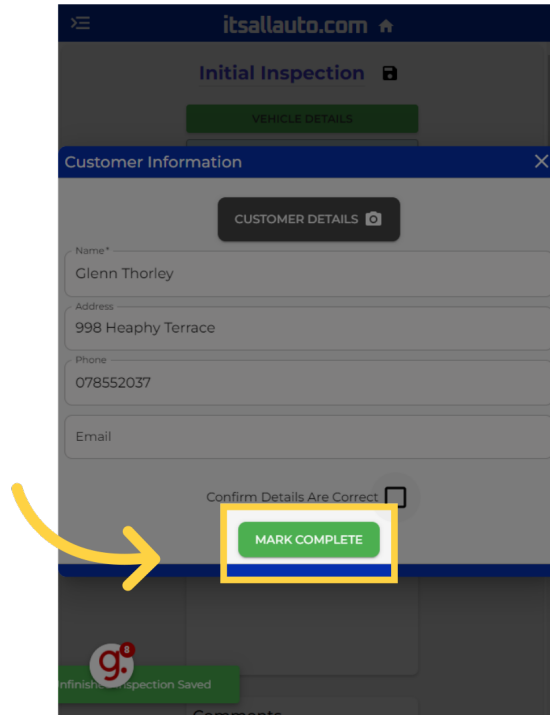 itsallauto.com
Initial Inspection
VEHICLE DETAILS
Customer Information
CUSTOMER DETAILS
Name*
Glenn Thorley
Address
998 Heaphy Terrace
Phone
078552037
Email
Confirm Details Are Correct
MARK COMPLETE
g.
8
Inspection Saved
Comments